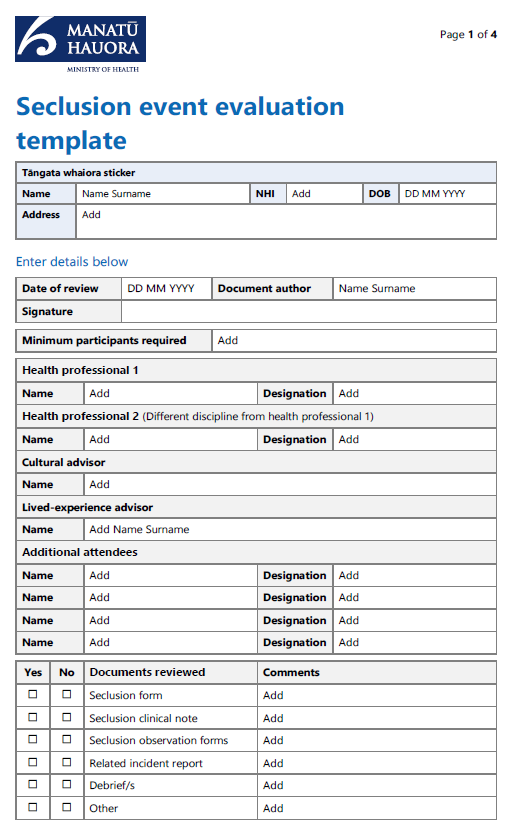 MANATŪ
HAUORA
MINISTRY OF HEALTH
Page 1 of 4
Seclusion event evaluation
template
Tāngata whaiora sticker
Name Name Surname NHI Add DOB DD MM YYYY
Address Add
Enter details below
Date of review DD MM YYYY Document author Name Surname
Signature
Minimum participants required Add
Health professional 1
Name Add Designation Add
Health professional 2 (Different discipline from health professional 1)
Name Add Designation Add
Cultural advisor
Name Add
Lived-experience advisor
Name Add Name Surname
Additional attendees
Name Add Designation Add
Name Add Designation Add
Name Add Designation Add
Name Add Designation Add
Yes No Documents reviewed Comments
☐ ☐ Seclusion form Add
☐ ☐ Seclusion clinical note Add
☐ ☐ Seclusion observation forms Add
☐ ☐ Related incident report Add
☐ ☐ Debrief/s Add
☐ ☐ Other Add